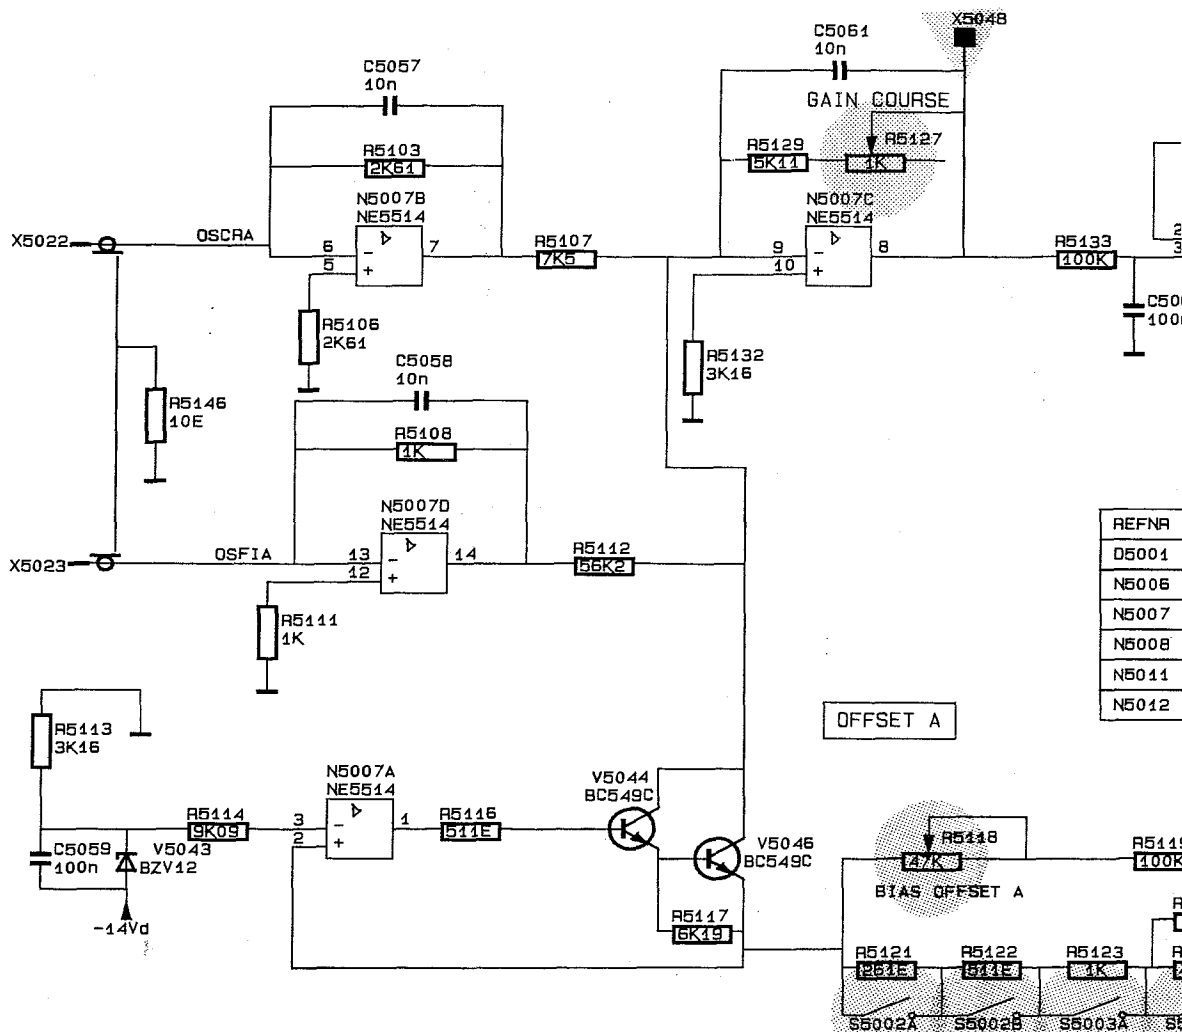 X5048
C5061
10n
C5057
10n
GAIN COURSE
R5127
1K
R5129
5K11
R5103
2K61
N5007B
NE5514
N5007C
NE5514
X5022
OSCRA
6
-
7
5
+
R5107
7K5
9
-
8
10
+
R5133
100K
2
3
R5106
2K61
R5132
3K16
C5058
10n
R5146
10E
R5108
1K
N5007D
NE5514
X5023
OSFIA
13
-
14
12
+
R5112
56K2
R5111
1K
REFNR
D5001
N5006
N5007
N5008
N5011
N5012
OFFSET A
R5113
3K16
N5007A
NE5514
V5044
BC549C
R5114
9K09
3
-
1
2
+
R5116
511E
C5059
100n
V5043
BZV12
V5046
BC549C
R5118
47K
R5119
100K
BIAS OFFSET A
-14Vd
R5117
6K19
R5121
261E
R5122
511E
R5123
1K
S5002A
S5002B
S5003A